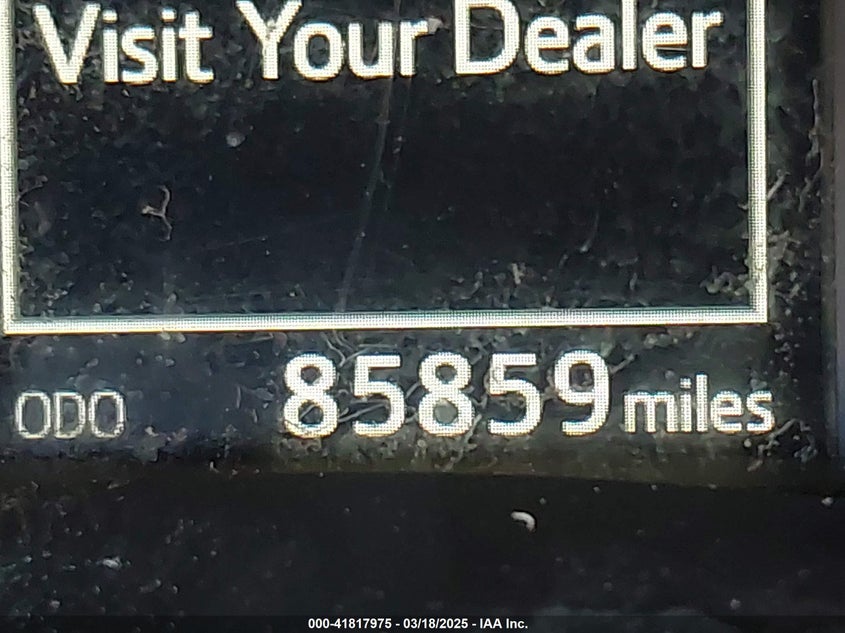 Visit Your Dealer
ODO 85859 miles
000-41817975 - 03/18/2025 - IAA Inc.